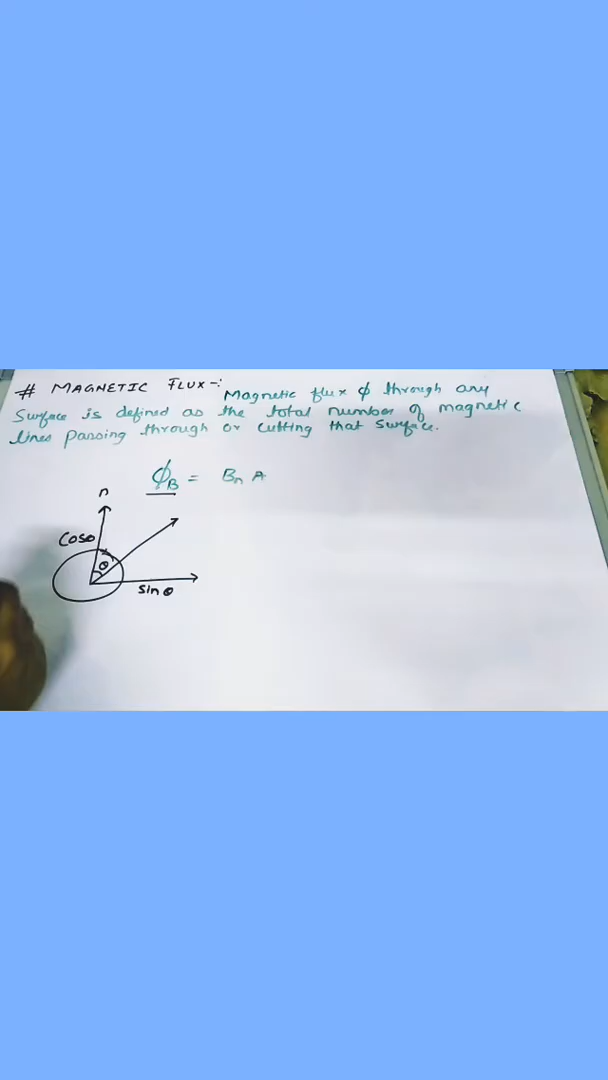 # MAGNETIC FLUX -: Magnetic flux ϕ through any
Surface is defined as the total number of magnetic
lines passing through or cutting that surface.
ϕB = Bn A
n
Cosθ
θ
sin θ